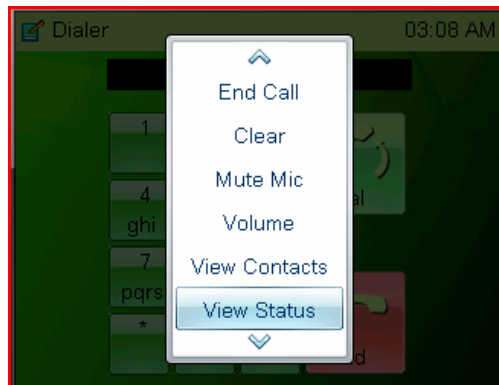 Dialer 03:08 AM
End Call
Clear
Mute Mic
Volume
View Contacts
View Status
1
4
ghi
7
pqrs
*